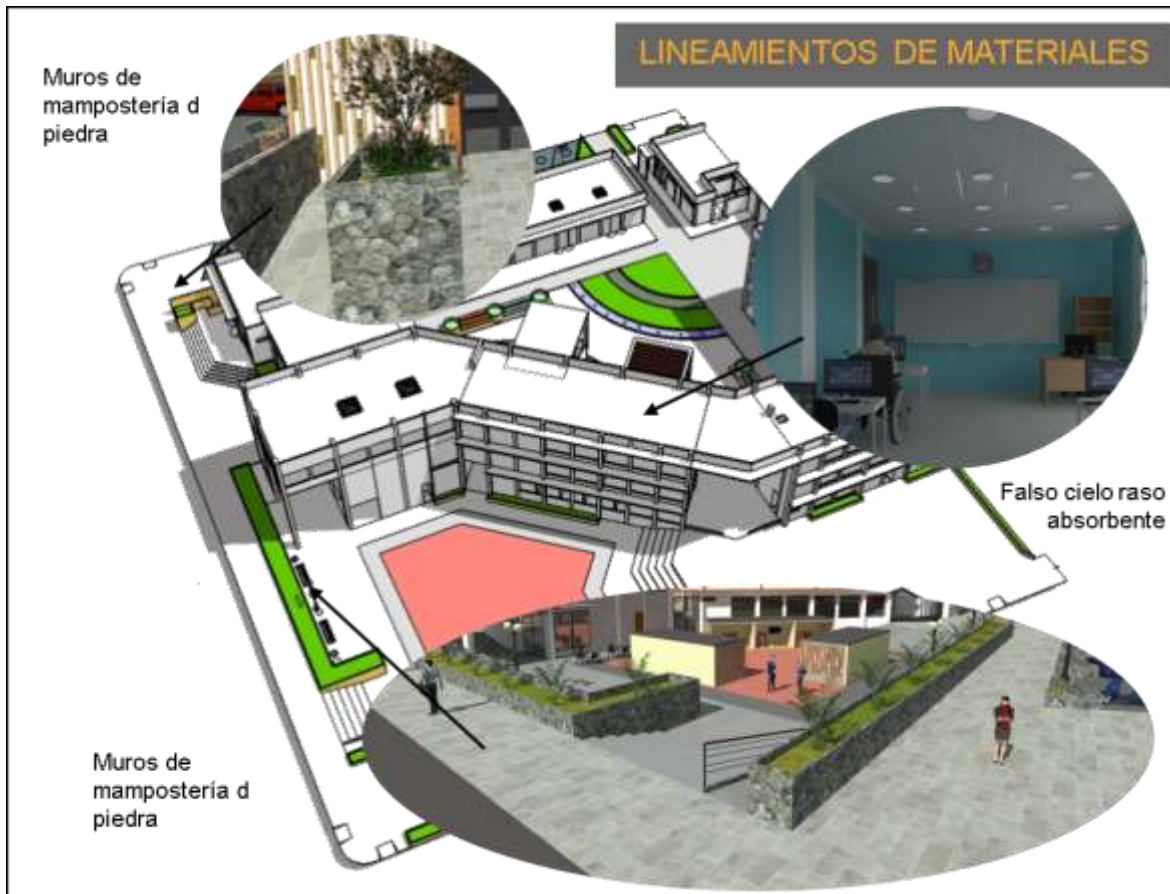 LINEAMIENTOS DE MATERIALES
Muros de
mampostería d
piedra
Falso cielo raso
absorbente
Muros de
mampostería d
piedra